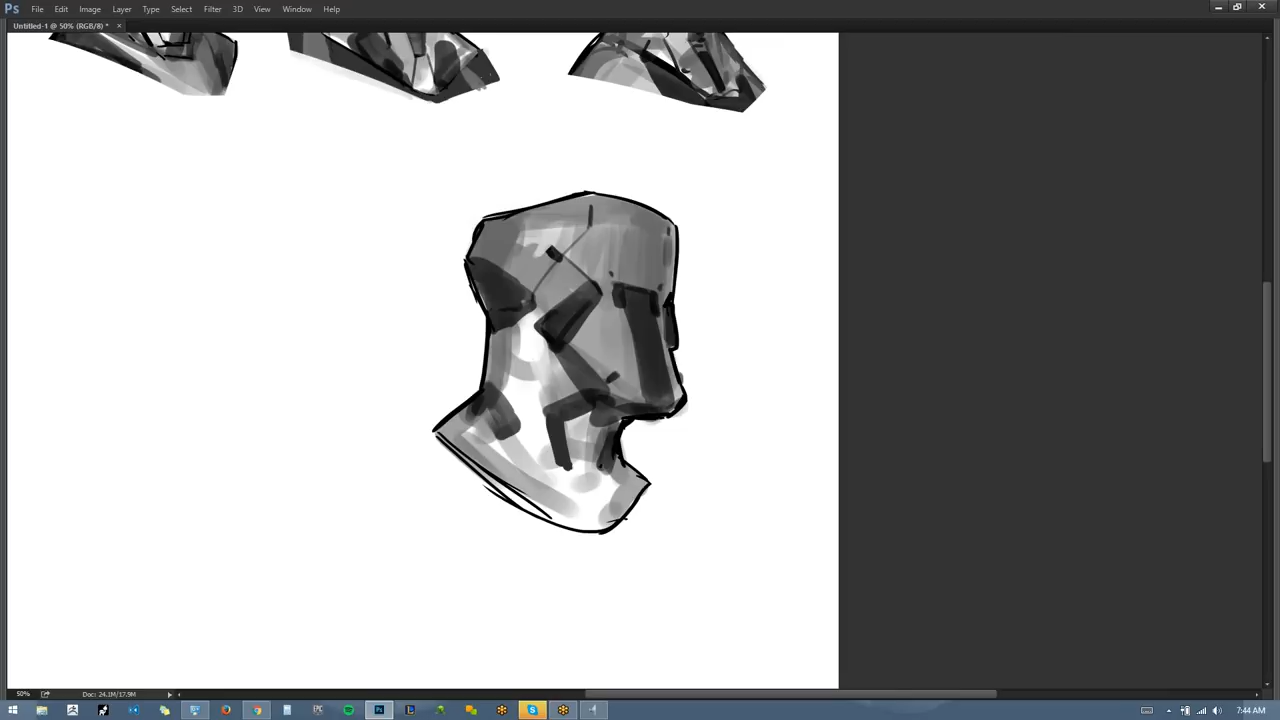 Ps File Edit Image Layer Type Select Filter 3D View Window Help
Untitled-1 @ 50% (RGB/8) * ×
50% Doc: 24.1M/17.9M
7:44 AM